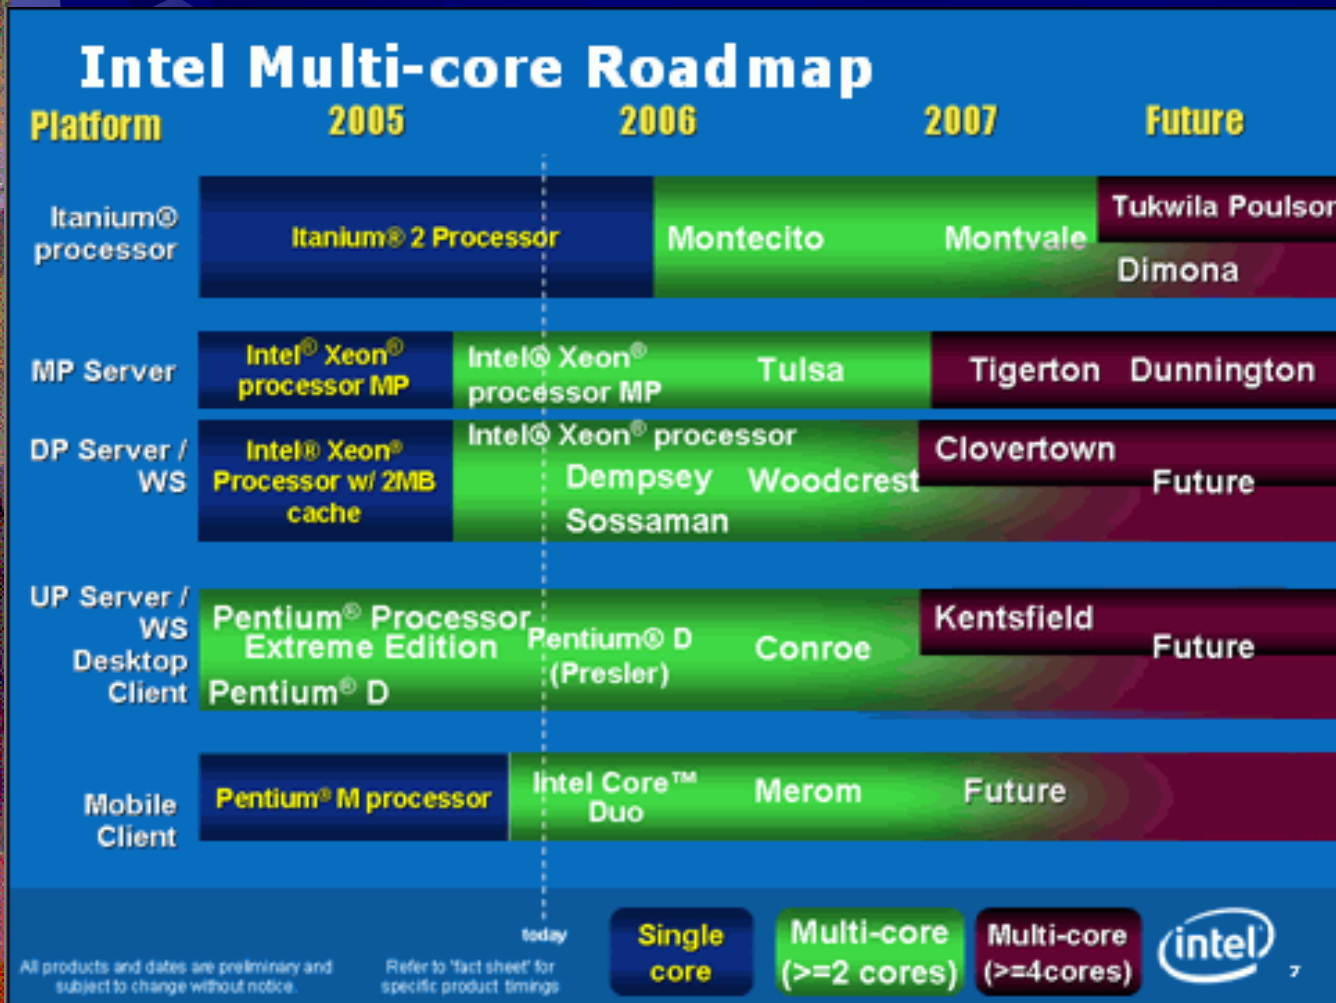 Intel Multi-core Roadmap
Platform 2005 2006 2007 Future
Itanium®
processor
Itanium® 2 Processor
Montecito
Montvale
Tukwila Poulson
Dimona
MP Server
Intel® Xeon®
processor MP
Intel® Xeon®
processor MP
Tulsa
Tigerton
Dunnington
DP Server /
WS
Intel® Xeon®
Processor w/ 2MB
cache
Intel® Xeon® processor
Dempsey
Woodcrest
Sossaman
Clovertown
Future
UP Server /
WS
Desktop
Client
Pentium® Processor
Extreme Edition
Pentium® D
Pentium® D
(Presler)
Conroe
Kentsfield
Future
Mobile
Client
Pentium® M processor
Intel Core™
Duo
Merom
Future
today
All products and dates are preliminary and
subject to change without notice.
Refer to 'fact sheet' for
specific product timings
Single
core
Multi-core
(>=2 cores)
Multi-core
(>=4cores)
intel
7